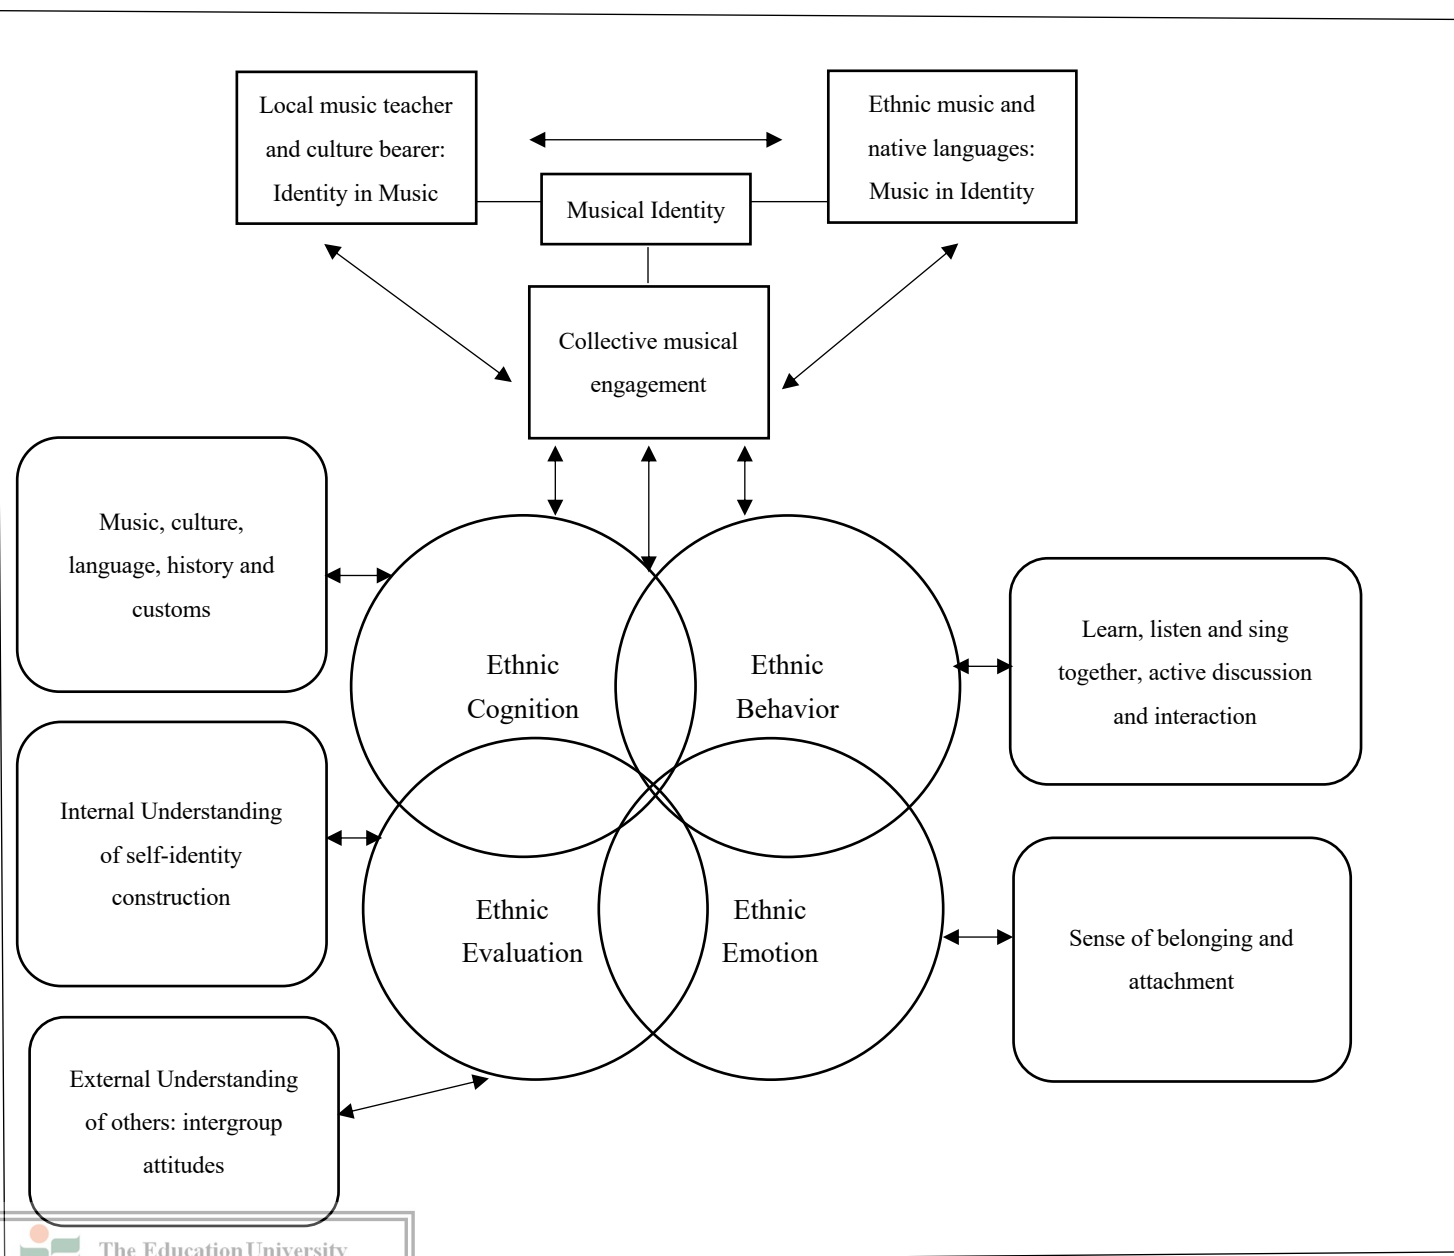 Local music teacher
and culture bearer:
Identity in Music
Ethnic music and
native languages:
Music in Identity
Musical Identity
Collective musical
engagement
Music, culture,
language, history and
customs
Ethnic
Cognition
Ethnic
Behavior
Learn, listen and sing
together, active discussion
and interaction
Internal Understanding
of self-identity
construction
Ethnic
Evaluation
Ethnic
Emotion
Sense of belonging and
attachment
External Understanding
of others: intergroup
attitudes
The Education University